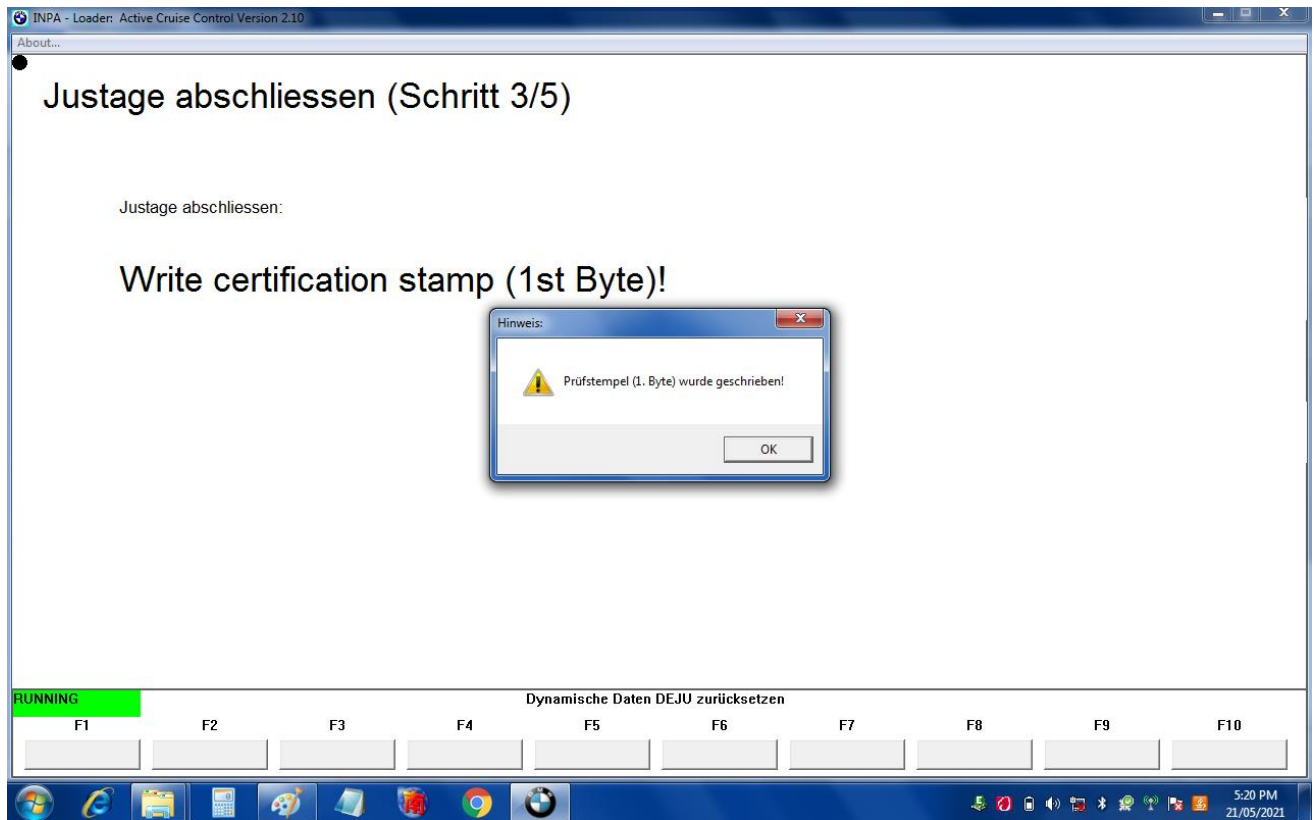 INPA - Loader: Active Cruise Control Version 2.10
About...
Justage abschliessen (Schritt 3/5)
Justage abschliessen:
Write certification stamp (1st Byte)!
Hinweis:
Prüfstempel (1. Byte) wurde geschrieben!
OK
RUNNING
Dynamische Daten DEJU zurücksetzen
F1 F2 F3 F4 F5 F6 F7 F8 F9 F10
5:20 PM
21/05/2021